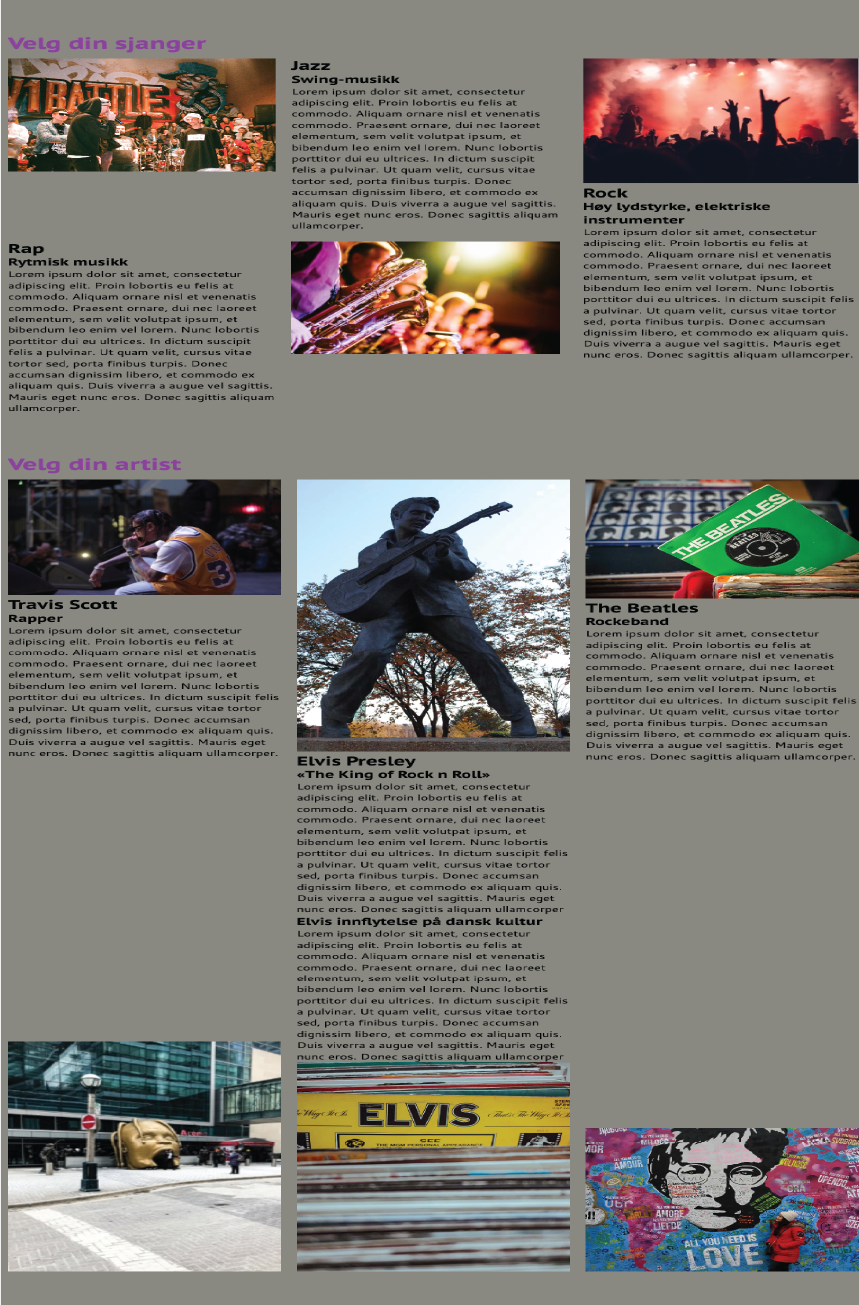 Velg din sjanger
V1 BATTLE
Rap
Rytmisk musikk
Lorem ipsum dolor sit amet, consectetur
adipiscing elit. Proin lobortis eu felis at
commodo. Aliquam ornare nisl et venenatis
commodo. Praesent ornare, dui nec laoreet
elementum, sem velit volutpat ipsum, et
bibendum leo enim vel lorem. Nunc lobortis
porttitor dui eu ultrices. In dictum suscipit
felis a pulvinar. Ut quam velit, cursus vitae
tortor sed, porta finibus turpis. Donec
accumsan dignissim libero, et commodo ex
aliquam quis. Duis viverra a augue vel sagittis.
Mauris eget nunc eros. Donec sagittis aliquam
ullamcorper.
Jazz
Swing-musikk
Lorem ipsum dolor sit amet, consectetur
adipiscing elit. Proin lobortis eu felis at
commodo. Aliquam ornare nisl et venenatis
commodo. Praesent ornare, dui nec laoreet
elementum, sem velit volutpat ipsum, et
bibendum leo enim vel lorem. Nunc lobortis
porttitor dui eu ultrices. In dictum suscipit
felis a pulvinar. Ut quam velit, cursus vitae
tortor sed, porta finibus turpis. Donec
accumsan dignissim libero, et commodo ex
aliquam quis. Duis viverra a augue vel sagittis.
Mauris eget nunc eros. Donec sagittis aliquam
ullamcorper.
Rock
Høy lydstyrke, elektriske
instrumenter
Lorem ipsum dolor sit amet, consectetur
adipiscing elit. Proin lobortis eu felis at
commodo. Aliquam ornare nisl et venenatis
commodo. Praesent ornare, dui nec laoreet
elementum, sem velit volutpat ipsum, et
bibendum leo enim vel lorem. Nunc lobortis
porttitor dui eu ultrices. In dictum suscipit felis
a pulvinar. Ut quam velit, cursus vitae tortor
sed, porta finibus turpis. Donec accumsan
dignissim libero, et commodo ex aliquam quis.
Duis viverra a augue vel sagittis. Mauris eget
nunc eros. Donec sagittis aliquam ullamcorper.
Velg din artist
3
Travis Scott
Rapper
Lorem ipsum dolor sit amet, consectetur
adipiscing elit. Proin lobortis eu felis at
commodo. Aliquam ornare nisl et venenatis
commodo. Praesent ornare, dui nec laoreet
elementum, sem velit volutpat ipsum, et
bibendum leo enim vel lorem. Nunc lobortis
porttitor dui eu ultrices. In dictum suscipit felis
a pulvinar. Ut quam velit, cursus vitae tortor
sed, porta finibus turpis. Donec accumsan
dignissim libero, et commodo ex aliquam quis.
Duis viverra a augue vel sagittis. Mauris eget
nunc eros. Donec sagittis aliquam ullamcorper.
Elvis Presley
«The King of Rock n Roll»
Lorem ipsum dolor sit amet, consectetur
adipiscing elit. Proin lobortis eu felis at
commodo. Aliquam ornare nisl et venenatis
commodo. Praesent ornare, dui nec laoreet
elementum, sem velit volutpat ipsum, et
bibendum leo enim vel lorem. Nunc lobortis
porttitor dui eu ultrices. In dictum suscipit felis
a pulvinar. Ut quam velit, cursus vitae tortor
sed, porta finibus turpis. Donec accumsan
dignissim libero, et commodo ex aliquam quis.
Duis viverra a augue vel sagittis. Mauris eget
nunc eros. Donec sagittis aliquam ullamcorper
Elvis innflytelse på dansk kultur
Lorem ipsum dolor sit amet, consectetur
adipiscing elit. Proin lobortis eu felis at
commodo. Aliquam ornare nisl et venenatis
commodo. Praesent ornare, dui nec laoreet
elementum, sem velit volutpat ipsum, et
bibendum leo enim vel lorem. Nunc lobortis
porttitor dui eu ultrices. In dictum suscipit felis
a pulvinar. Ut quam velit, cursus vitae tortor
sed, porta finibus turpis. Donec accumsan
dignissim libero, et commodo ex aliquam quis.
Duis viverra a augue vel sagittis. Mauris eget
nunc eros. Donec sagittis aliquam ullamcorper
ELVIS
THE BEATLES
The Beatles
Rockeband
Lorem ipsum dolor sit amet, consectetur
adipiscing elit. Proin lobortis eu felis at
commodo. Aliquam ornare nisl et venenatis
commodo. Praesent ornare, dui nec laoreet
elementum, sem velit volutpat ipsum, et
bibendum leo enim vel lorem. Nunc lobortis
porttitor dui eu ultrices. In dictum suscipit felis
a pulvinar. Ut quam velit, cursus vitae tortor
sed, porta finibus turpis. Donec accumsan
dignissim libero, et commodo ex aliquam quis.
Duis viverra a augue vel sagittis. Mauris eget
nunc eros. Donec sagittis aliquam ullamcorper.
AMOUR
AMORE
LIEFDE
ALL YOU NEED IS
LOVE